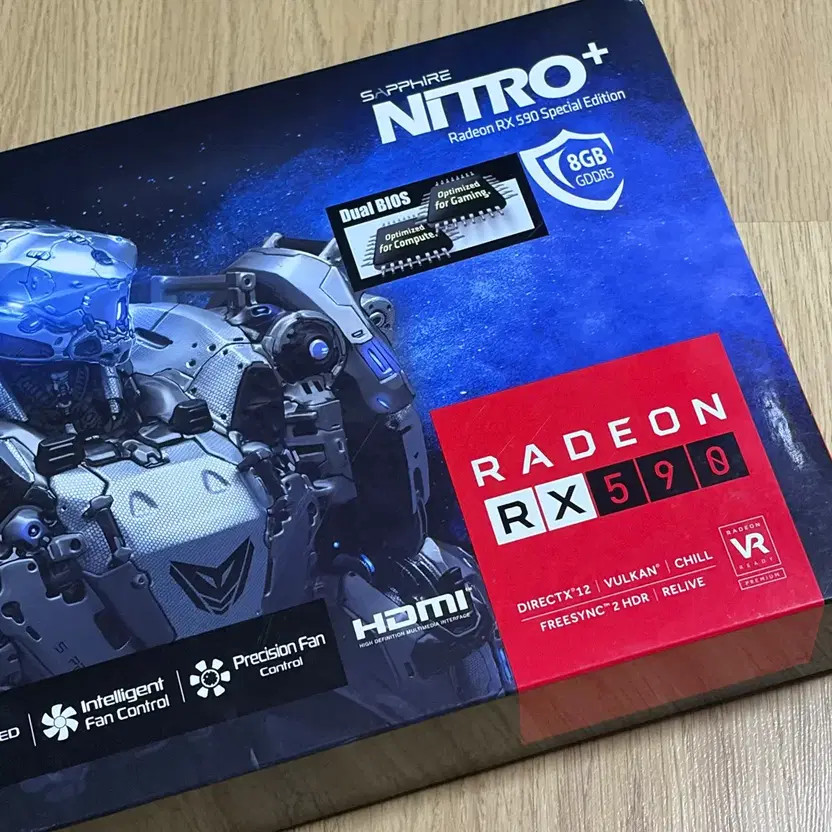 SAPPHIRE
NITRO+
Radeon RX 590 Special Edition
8GB
GDDR5
Dual BIOS
Optimized
for Gaming.
Optimized
for Compute.
RADEON
RX 590
DIRECTX®12 | VULKAN® | CHILL
FREESYNC™ 2 HDR | RELIVE
RADEON
VR
READY
PREMIUM
HDMI™
HIGH DEFINITION MULTIMEDIA INTERFACE
Intelligent
Fan Control
Precision Fan
Control